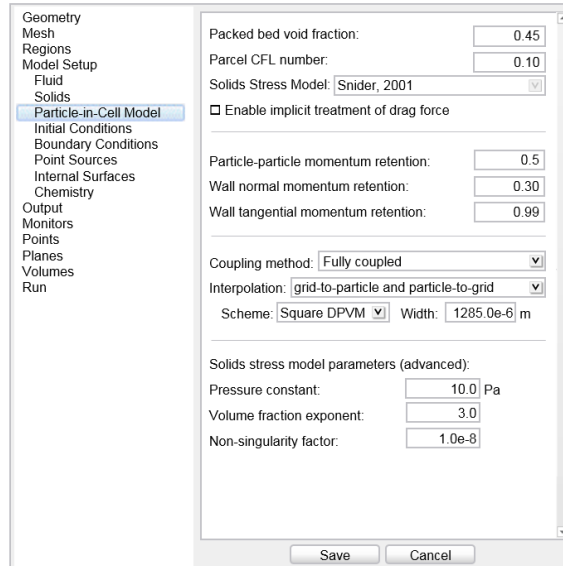 Geometry
Mesh
Regions
Model Setup
Fluid
Solids
Particle-in-Cell Model
Initial Conditions
Boundary Conditions
Point Sources
Internal Surfaces
Chemistry
Output
Monitors
Points
Planes
Volumes
Run
Packed bed void fraction: 0.45
Parcel CFL number: 0.10
Solids Stress Model: Snider, 2001
Enable implicit treatment of drag force
Particle-particle momentum retention: 0.5
Wall normal momentum retention: 0.30
Wall tangential momentum retention: 0.99
Coupling method: Fully coupled
Interpolation: grid-to-particle and particle-to-grid
Scheme: Square DPVM Width: 1285.0e-6 m
Solids stress model parameters (advanced):
Pressure constant: 10.0 Pa
Volume fraction exponent: 3.0
Non-singularity factor: 1.0e-8
Save Cancel